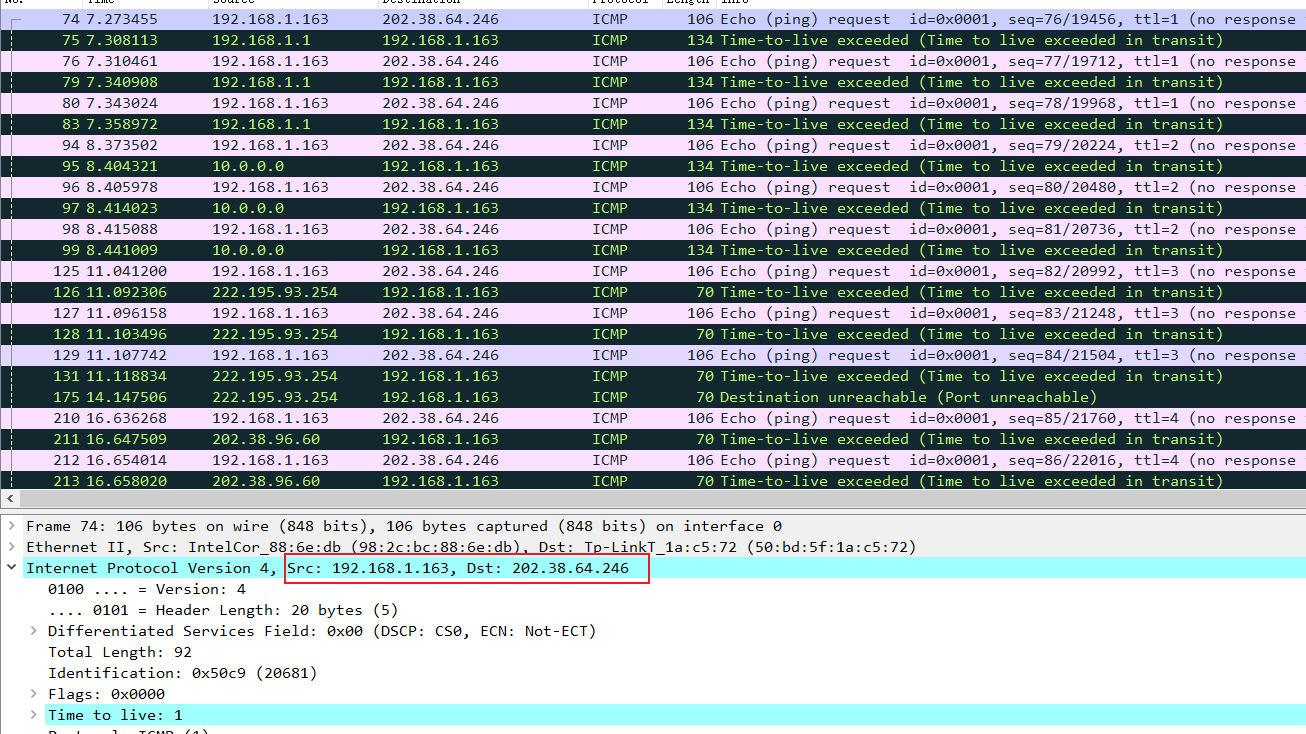 No. Time Source Destination Protocol Length Info
74 7.273455 192.168.1.163 202.38.64.246 ICMP 106 Echo (ping) request id=0x0001, seq=76/19456, ttl=1 (no response
75 7.308113 192.168.1.1 192.168.1.163 ICMP 134 Time-to-live exceeded (Time to live exceeded in transit)
76 7.310461 192.168.1.163 202.38.64.246 ICMP 106 Echo (ping) request id=0x0001, seq=77/19712, ttl=1 (no response
79 7.340908 192.168.1.1 192.168.1.163 ICMP 134 Time-to-live exceeded (Time to live exceeded in transit)
80 7.343024 192.168.1.163 202.38.64.246 ICMP 106 Echo (ping) request id=0x0001, seq=78/19968, ttl=1 (no response
83 7.358972 192.168.1.1 192.168.1.163 ICMP 134 Time-to-live exceeded (Time to live exceeded in transit)
94 8.373502 192.168.1.163 202.38.64.246 ICMP 106 Echo (ping) request id=0x0001, seq=79/20224, ttl=2 (no response
95 8.404321 10.0.0.0 192.168.1.163 ICMP 134 Time-to-live exceeded (Time to live exceeded in transit)
96 8.405978 192.168.1.163 202.38.64.246 ICMP 106 Echo (ping) request id=0x0001, seq=80/20480, ttl=2 (no response
97 8.414023 10.0.0.0 192.168.1.163 ICMP 134 Time-to-live exceeded (Time to live exceeded in transit)
98 8.415088 192.168.1.163 202.38.64.246 ICMP 106 Echo (ping) request id=0x0001, seq=81/20736, ttl=2 (no response
99 8.441009 10.0.0.0 192.168.1.163 ICMP 134 Time-to-live exceeded (Time to live exceeded in transit)
125 11.041200 192.168.1.163 202.38.64.246 ICMP 106 Echo (ping) request id=0x0001, seq=82/20992, ttl=3 (no response
126 11.092306 222.195.93.254 192.168.1.163 ICMP 70 Time-to-live exceeded (Time to live exceeded in transit)
127 11.096158 192.168.1.163 202.38.64.246 ICMP 106 Echo (ping) request id=0x0001, seq=83/21248, ttl=3 (no response
128 11.103496 222.195.93.254 192.168.1.163 ICMP 70 Time-to-live exceeded (Time to live exceeded in transit)
129 11.107742 192.168.1.163 202.38.64.246 ICMP 106 Echo (ping) request id=0x0001, seq=84/21504, ttl=3 (no response
131 11.118834 222.195.93.254 192.168.1.163 ICMP 70 Time-to-live exceeded (Time to live exceeded in transit)
175 14.147506 222.195.93.254 192.168.1.163 ICMP 70 Destination unreachable (Port unreachable)
210 16.636268 192.168.1.163 202.38.64.246 ICMP 106 Echo (ping) request id=0x0001, seq=85/21760, ttl=4 (no response
211 16.647509 202.38.96.60 192.168.1.163 ICMP 70 Time-to-live exceeded (Time to live exceeded in transit)
212 16.654014 192.168.1.163 202.38.64.246 ICMP 106 Echo (ping) request id=0x0001, seq=86/22016, ttl=4 (no response
213 16.658020 202.38.96.60 192.168.1.163 ICMP 70 Time-to-live exceeded (Time to live exceeded in transit)
Frame 74: 106 bytes on wire (848 bits), 106 bytes captured (848 bits) on interface 0
Ethernet II, Src: IntelCor_88:6e:db (98:2c:bc:88:6e:db), Dst: Tp-LinkT_1a:c5:72 (50:bd:5f:1a:c5:72)
Internet Protocol Version 4, Src: 192.168.1.163, Dst: 202.38.64.246
0100 .... = Version: 4
.... 0101 = Header Length: 20 bytes (5)
Differentiated Services Field: 0x00 (DSCP: CS0, ECN: Not-ECT)
Total Length: 92
Identification: 0x50c9 (20681)
Flags: 0x0000
Time to live: 1
Protocol: ICMP (1)